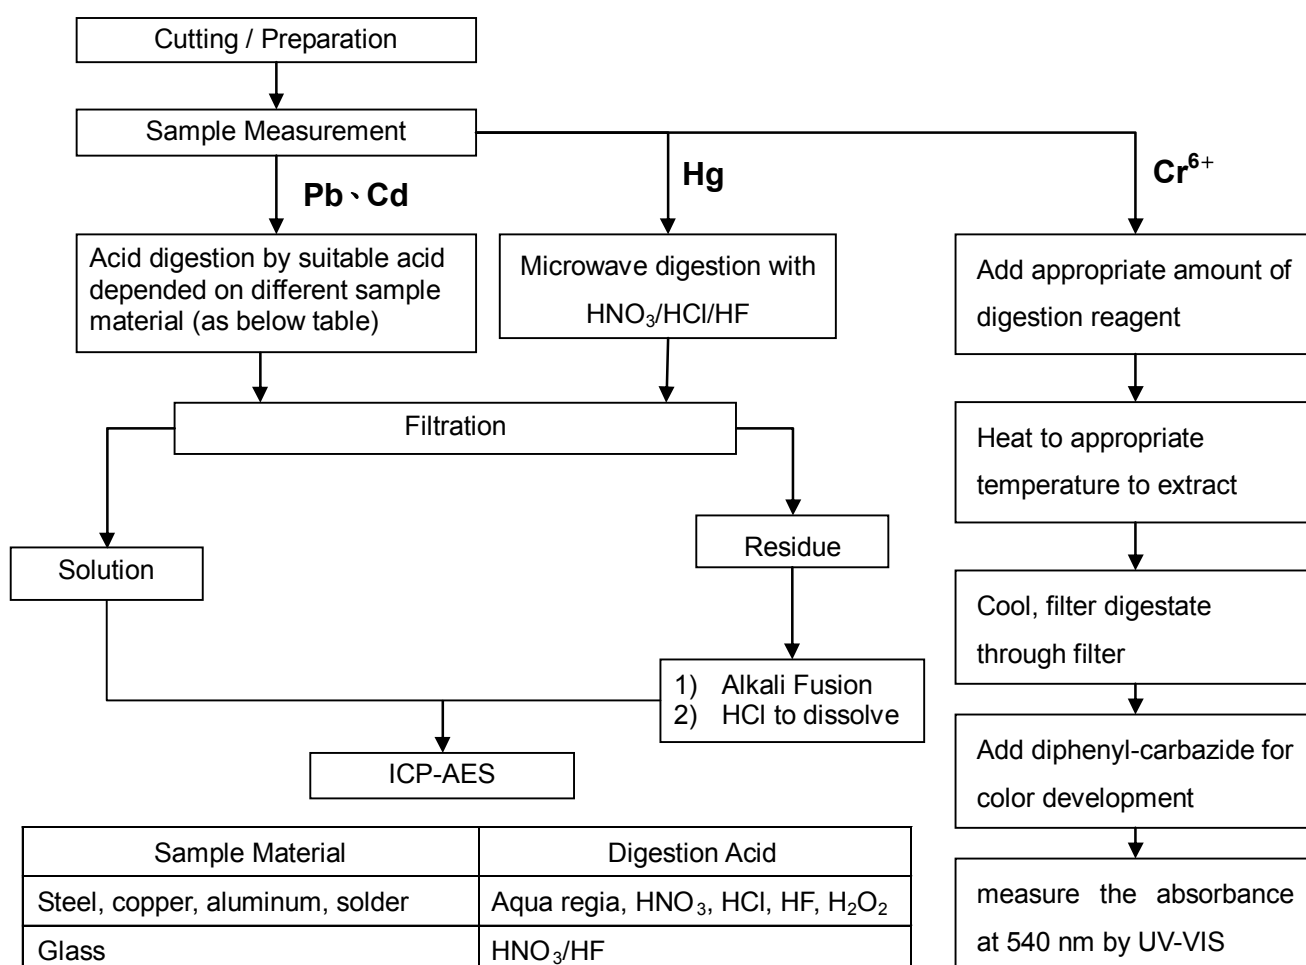 Cutting / Preparation
Sample Measurement
Pb、Cd
Hg
Cr⁶⁺
Acid digestion by suitable acid
depended on different sample
material (as below table)
Microwave digestion with
HNO₃/HCl/HF
Add appropriate amount of
digestion reagent
Filtration
Heat to appropriate
temperature to extract
Solution
Residue
Cool, filter digestate
through filter
1) Alkali Fusion
2) HCl to dissolve
ICP-AES
Add diphenyl-carbazide for
color development
measure the absorbance
at 540 nm by UV-VIS
Sample Material Digestion Acid
Steel, copper, aluminum, solder Aqua regia, HNO₃, HCl, HF, H₂O₂
Glass HNO₃/HF